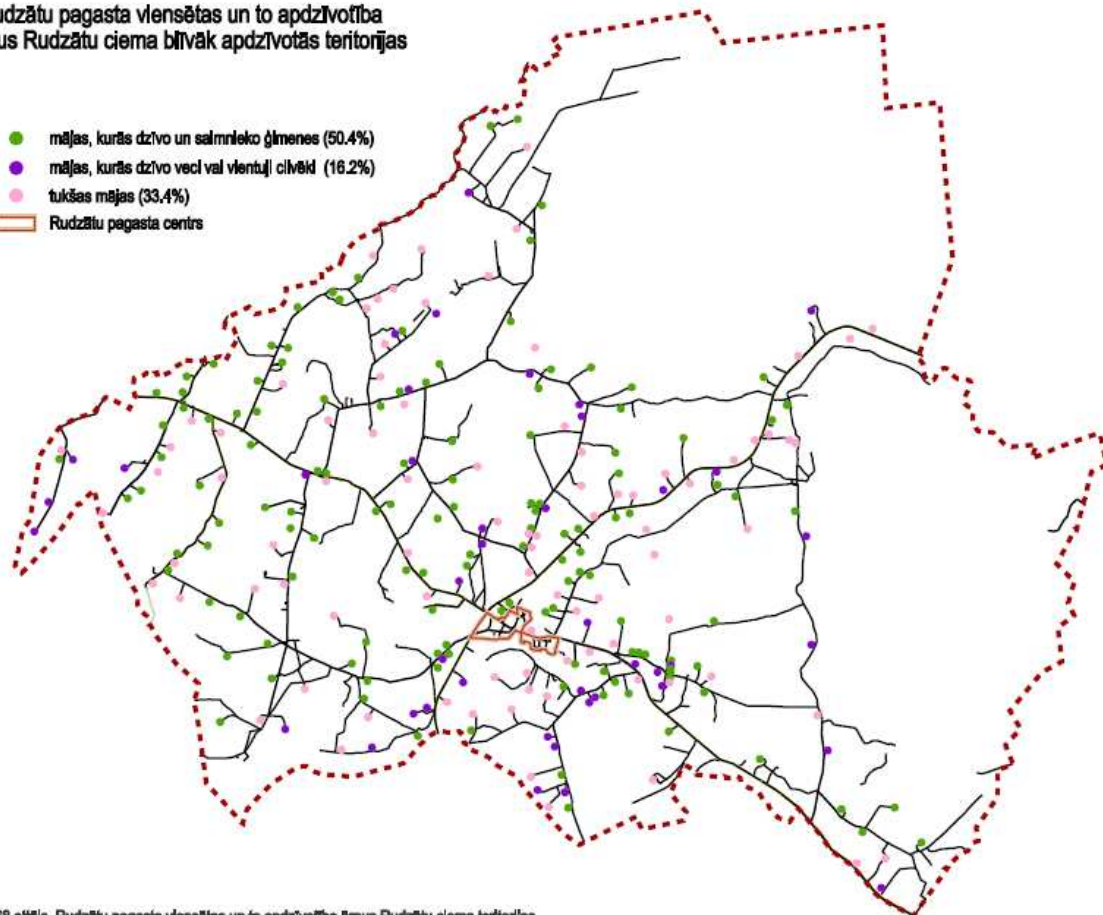 udzātu pagasta viensētas un to apdzīvotība
us Rudzātu ciema blīvāk apdzīvotās teritorijas
mājas, kurās dzīvo un saimnieko ģimenes (50.4%)
mājas, kurās dzīvo veci vai vientuļi cilvēki (16.2%)
tukšas mājas (33.4%)
Rudzātu pagasta centrs